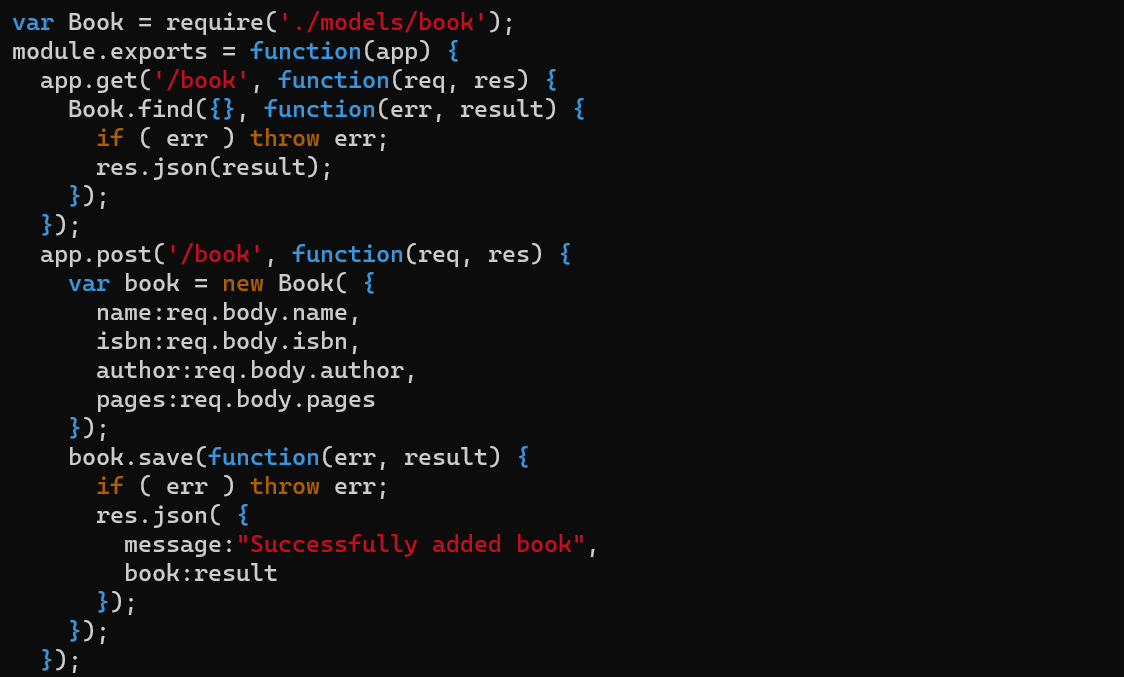 var Book = require('./models/book');
module.exports = function(app) {
  app.get('/book', function(req, res) {
    Book.find({}, function(err, result) {
      if ( err ) throw err;
      res.json(result);
    });
  });
  app.post('/book', function(req, res) {
    var book = new Book( {
      name:req.body.name,
      isbn:req.body.isbn,
      author:req.body.author,
      pages:req.body.pages
    });
    book.save(function(err, result) {
      if ( err ) throw err;
      res.json( {
        message:"Successfully added book",
        book:result
      });
    });
  });